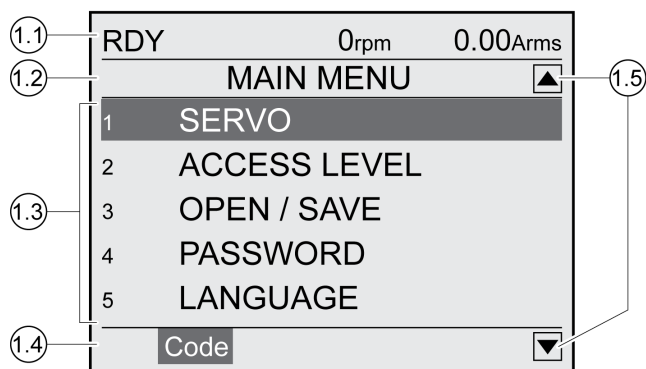 1.1 RDY 0rpm 0.00Arms
1.2 MAIN MENU ▲ 1.5
1 SERVO
2 ACCESS LEVEL
1.3 3 OPEN / SAVE
4 PASSWORD
5 LANGUAGE
1.4 Code ▼